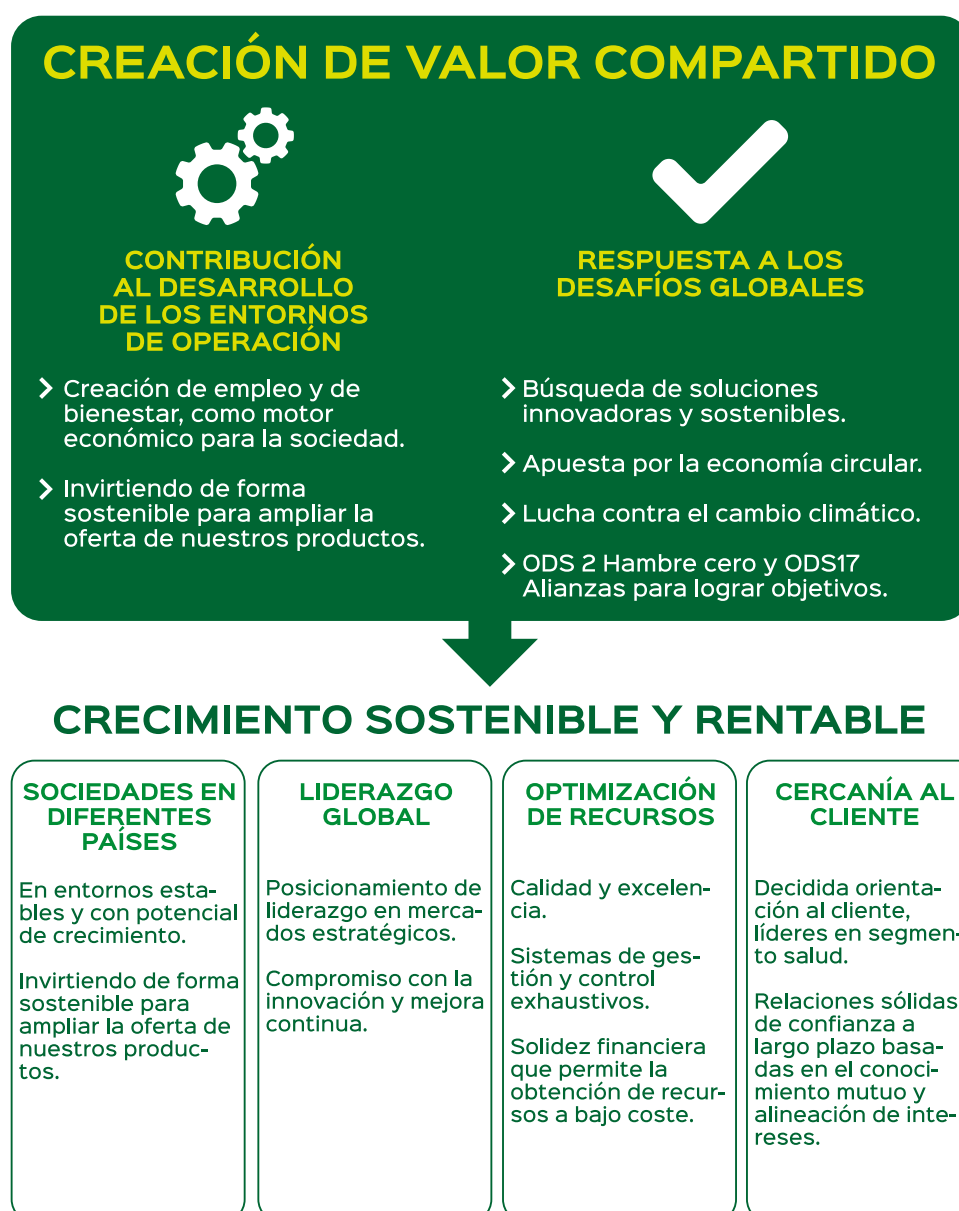 CREACIÓN DE VALOR COMPARTIDO
CONTRIBUCIÓN
AL DESARROLLO
DE LOS ENTORNOS
DE OPERACIÓN
Creación de empleo y de
bienestar, como motor
económico para la sociedad.
Invirtiendo de forma
sostenible para ampliar la
oferta de nuestros productos.
RESPUESTA A LOS
DESAFÍOS GLOBALES
Búsqueda de soluciones
innovadoras y sostenibles.
Apuesta por la economía circular.
Lucha contra el cambio climático.
ODS 2 Hambre cero y ODS17
Alianzas para lograr objetivos.
CRECIMIENTO SOSTENIBLE Y RENTABLE
SOCIEDADES EN
DIFERENTES
PAÍSES
En entornos esta-
bles y con potencial
de crecimiento.
Invirtiendo de forma
sostenible para
ampliar la oferta de
nuestros produc-
tos.
LIDERAZGO
GLOBAL
Posicionamiento de
liderazgo en merca-
dos estratégicos.
Compromiso con la
innovación y mejora
continua.
OPTIMIZACIÓN
DE RECURSOS
Calidad y excelen-
cia.
Sistemas de ges-
tión y control
exhaustivos.
Solidez financiera
que permite la
obtención de recur-
sos a bajo coste.
CERCANÍA AL
CLIENTE
Decidida orienta-
ción al cliente,
líderes en segmen-
to salud.
Relaciones sólidas
de confianza a
largo plazo basa-
das en el conoci-
miento mutuo y
alineación de inte-
reses.